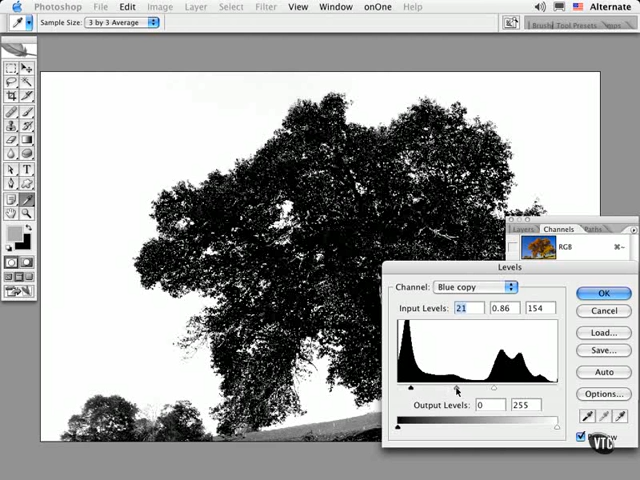 Photoshop File Edit Image Layer Select Filter View Window onOne Help Alternate
Sample Size: 3 by 3 Average Brush Tool Presets
Layers Channels Paths
RGB ⌘~
Levels
Channel: Blue copy
OK
Input Levels: 21 0.86 154
Cancel
Load...
Save...
Auto
Options...
Output Levels: 0 255
VTC